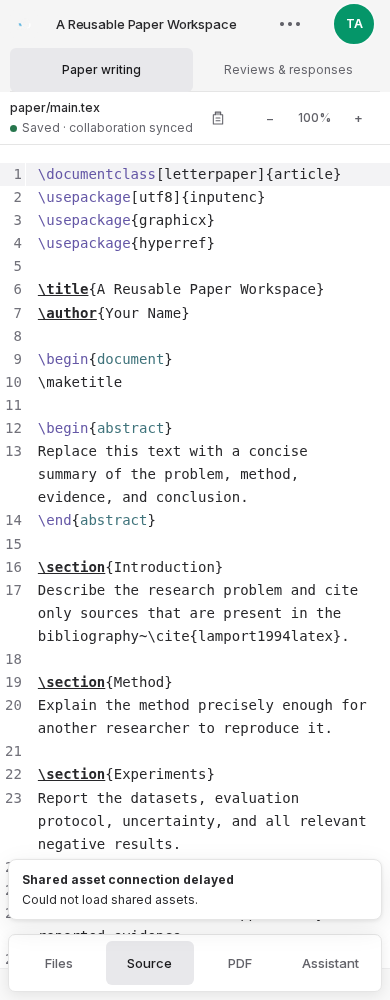 A Reusable Paper Workspace
•••
TA
Paper writing
Reviews & responses
paper/main.tex
Saved · collaboration synced
–
100%
+
1 \documentclass[letterpaper]{article}
2 \usepackage[utf8]{inputenc}
3 \usepackage{graphicx}
4 \usepackage{hyperref}
5
6 \title{A Reusable Paper Workspace}
7 \author{Your Name}
8
9 \begin{document}
10 \maketitle
11
12 \begin{abstract}
13 Replace this text with a concise
summary of the problem, method,
evidence, and conclusion.
14 \end{abstract}
15
16 \section{Introduction}
17 Describe the research problem and cite
only sources that are present in the
bibliography~\cite{lamport1994latex}.
18
19 \section{Method}
20 Explain the method precisely enough for
another researcher to reproduce it.
21
22 \section{Experiments}
23 Report the datasets, evaluation
protocol, uncertainty, and all relevant
negative results.
Shared asset connection delayed
Could not load shared assets.
Files
Source
PDF
Assistant